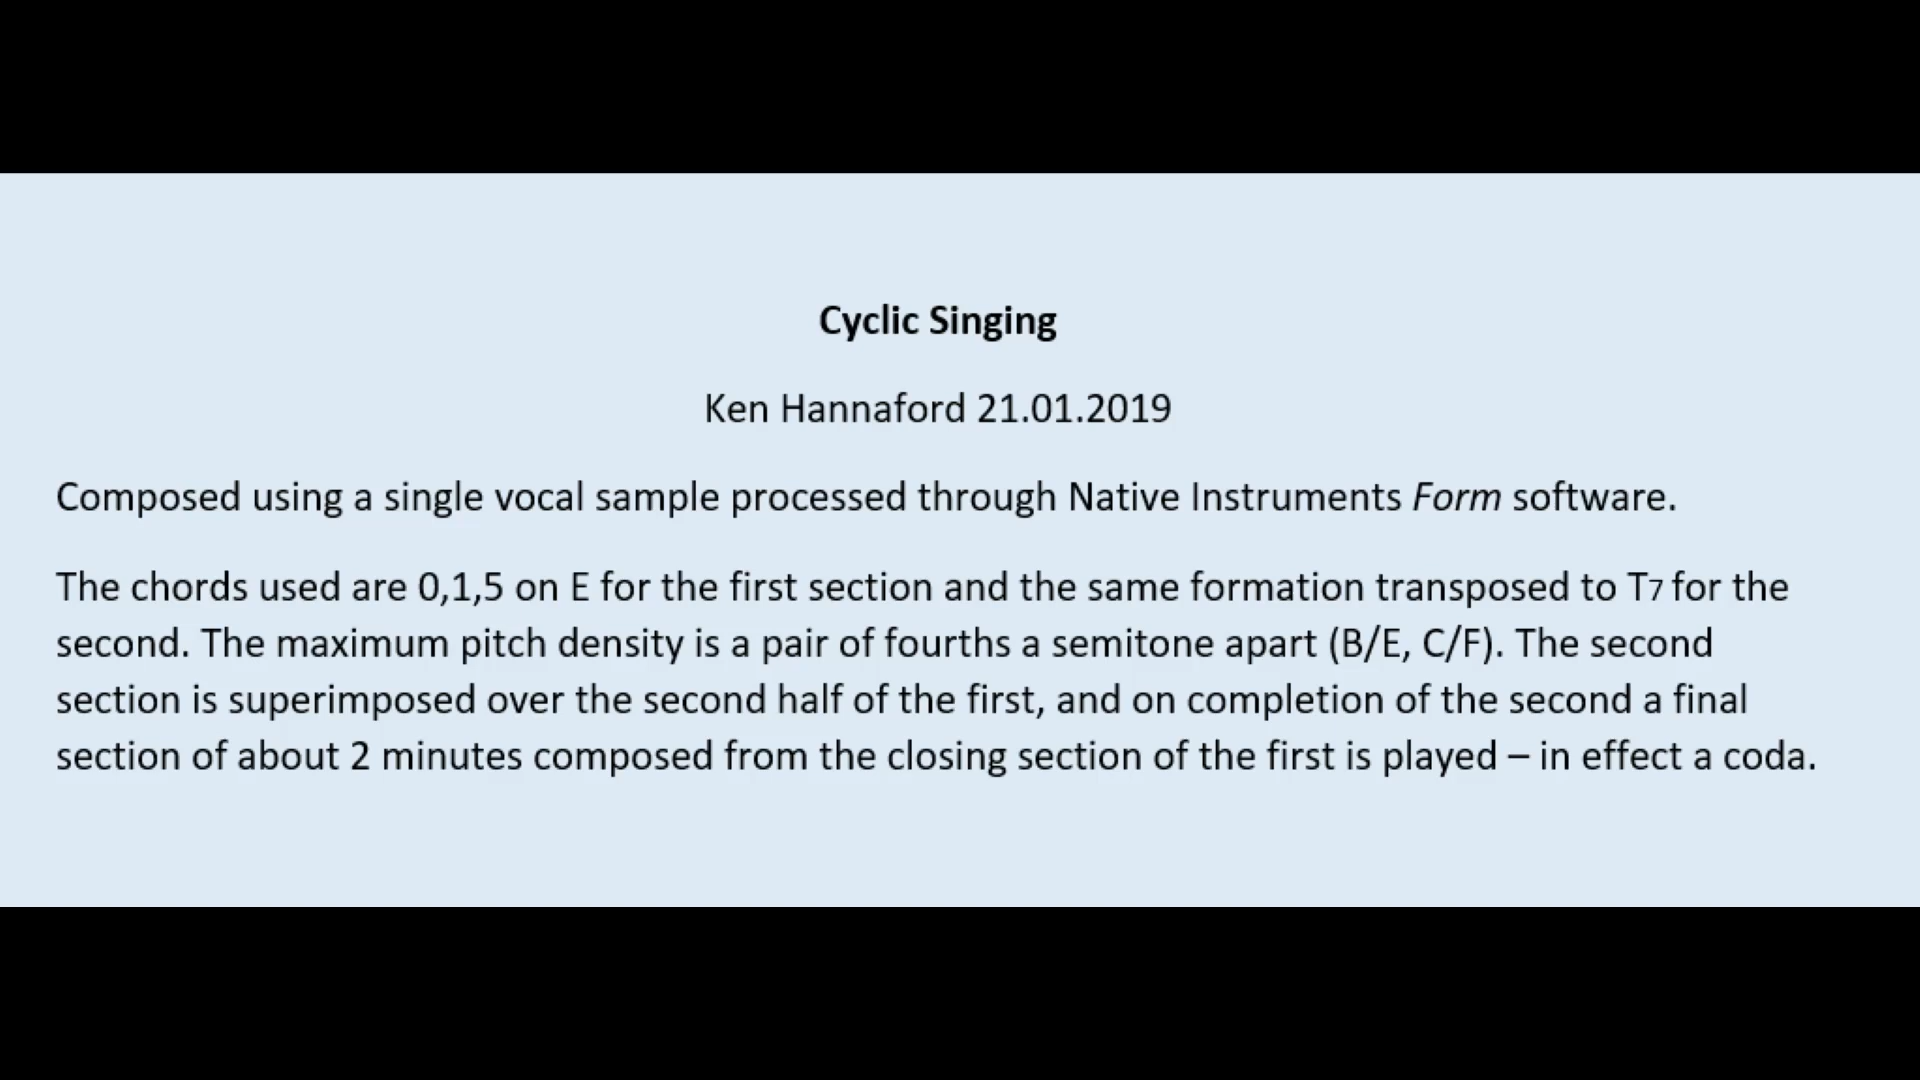 Cyclic Singing
Ken Hannaford 21.01.2019
Composed using a single vocal sample processed through Native Instruments Form software.
The chords used are 0,1,5 on E for the first section and the same formation transposed to T7 for the
second. The maximum pitch density is a pair of fourths a semitone apart (B/E, C/F). The second
section is superimposed over the second half of the first, and on completion of the second a final
section of about 2 minutes composed from the closing section of the first is played – in effect a coda.